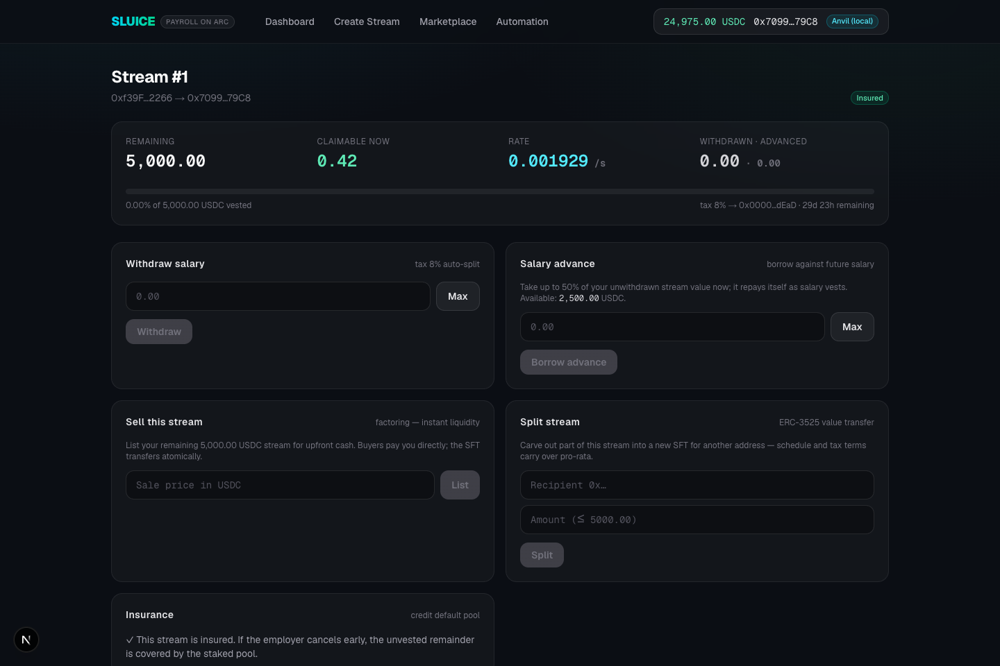 SLUICE
PAYROLL ON ARC
Dashboard
Create Stream
Marketplace
Automation
24,975.00 USDC
0x7099…79C8
Anvil (local)
Stream #1
0xf39F…2266 → 0x7099…79C8
Insured
REMAINING
5,000.00
CLAIMABLE NOW
0.42
RATE
0.001929 /s
WITHDRAWN · ADVANCED
0.00 · 0.00
0.00% of 5,000.00 USDC vested
tax 8% → 0x0000…dEaD · 29d 23h remaining
Withdraw salary
tax 8% auto-split
0.00
Max
Withdraw
Salary advance
borrow against future salary
Take up to 50% of your unwithdrawn stream value now; it repays itself as salary vests.
Available: 2,500.00 USDC.
0.00
Max
Borrow advance
Sell this stream
factoring — instant liquidity
List your remaining 5,000.00 USDC stream for upfront cash. Buyers pay you directly; the SFT
transfers atomically.
Sale price in USDC
List
Split stream
ERC-3525 value transfer
Carve out part of this stream into a new SFT for another address — schedule and tax terms
carry over pro-rata.
Recipient 0x…
Amount (≤ 5000.00)
Split
Insurance
credit default pool
✓ This stream is insured. If the employer cancels early, the unvested remainder
is covered by the staked pool.
N